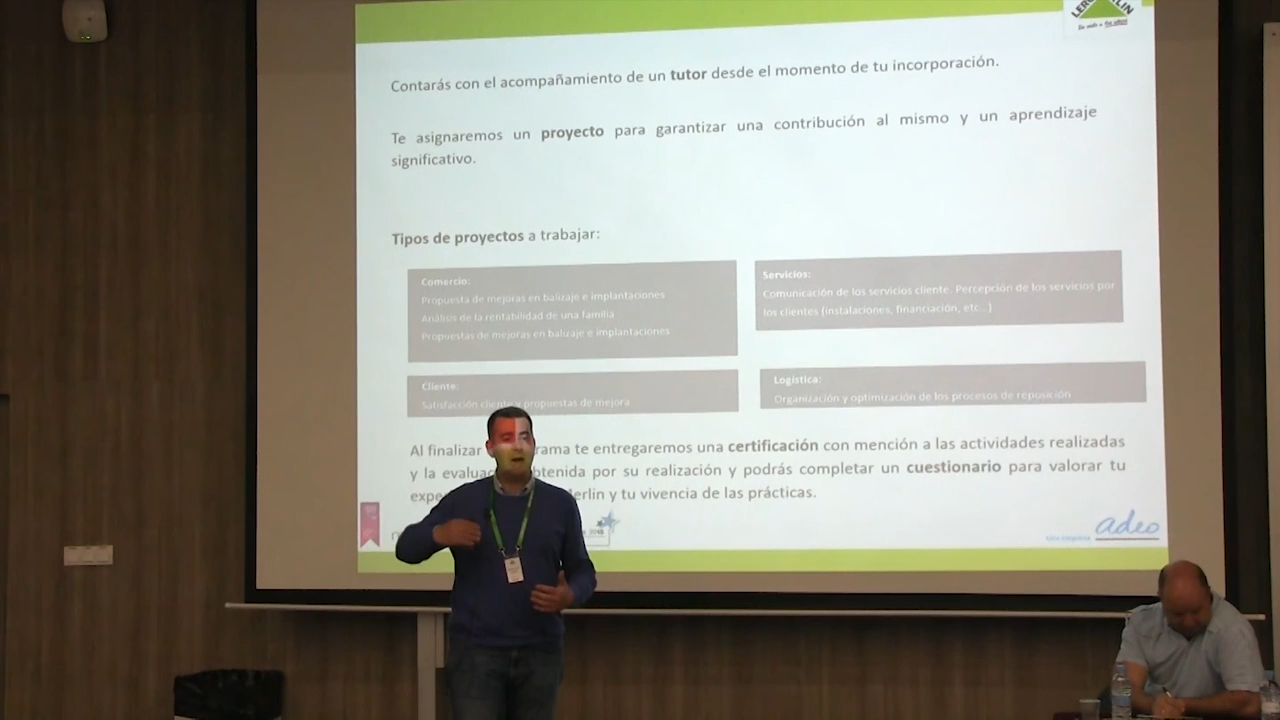 LEROY MERLIN
Contarás con el acompañamiento de un tutor desde el momento de tu incorporación.
Te asignaremos un proyecto para garantizar una contribución al mismo y un aprendizaje
significativo.
Tipos de proyectos a trabajar:
Comercio:
Propuesta de mejoras en balizaje e implantaciones
Análisis de la rentabilidad de una familia
Propuestas de mejoras en balizaje e implantaciones
Servicios:
Comunicación de los servicios cliente. Percepción de los servicios por
los clientes (instalaciones, financiación, etc..)
Cliente:
Satisfacción cliente y propuestas de mejora
Logística:
Organización y optimización de los procesos de reposición
Al finalizar rama te entregaremos una certificación con mención a las actividades realizadas
y la evaluac btenida por su realización y podrás completar un cuestionario para valorar tu
expe erlin y tu vivencia de las prácticas.
adeo